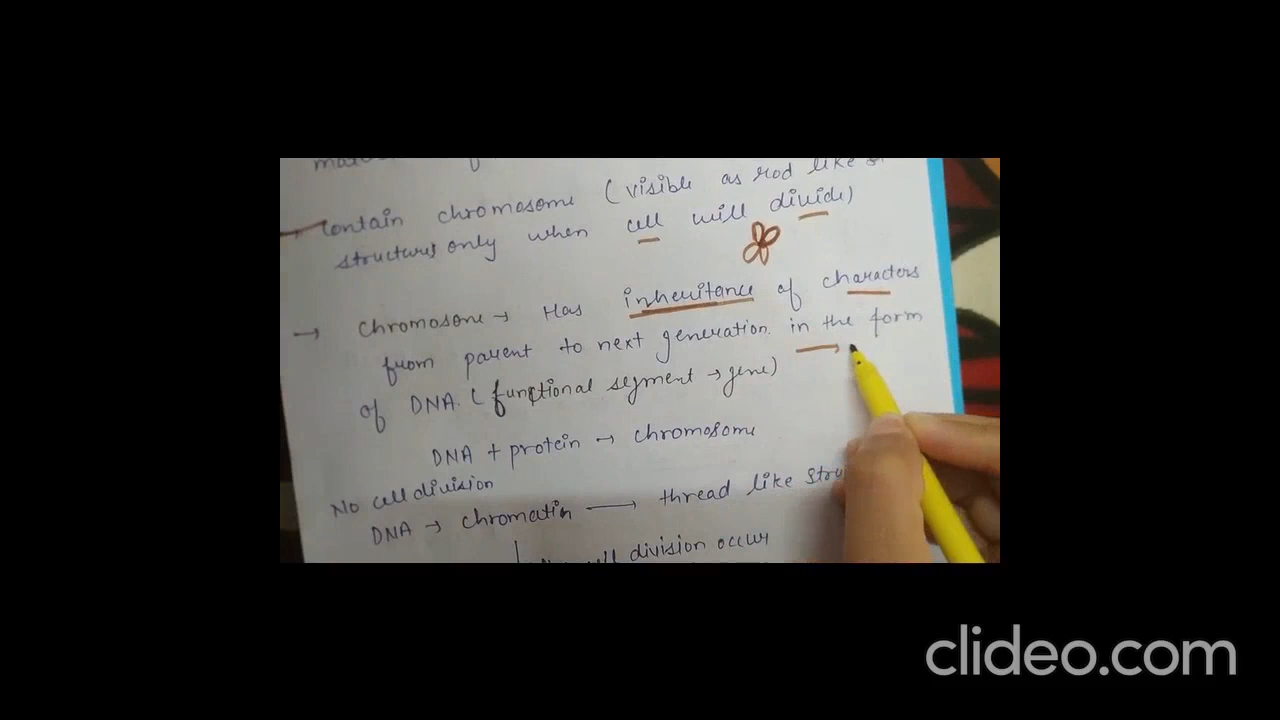 → Contain chromosome (visible as rod like
structures only when cell will divide)
→ Chromosome → Has inheritance of characters
from parent to next generation in the form
of DNA. (functional segment → gene)
DNA + protein → chromosome
No cell division
DNA → chromatin → thread like
cell division occur
clideo.com